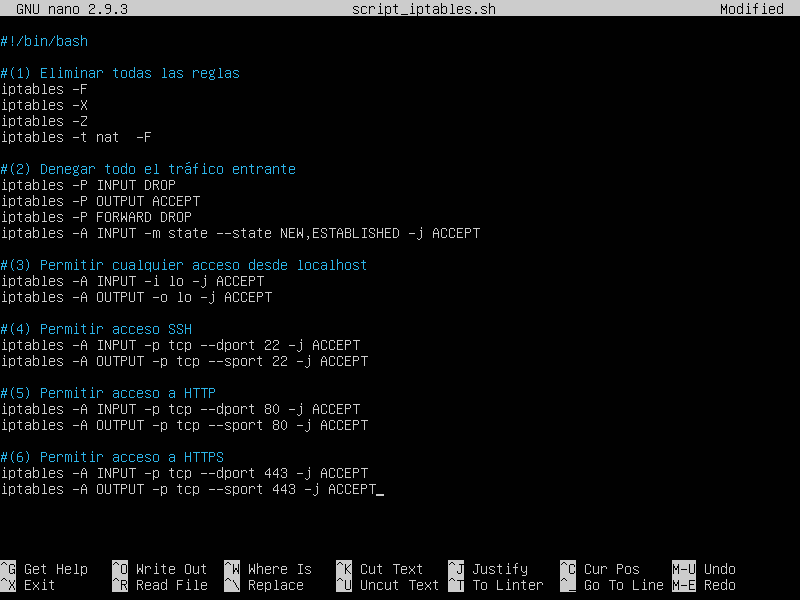 GNU nano 2.9.3 script_iptables.sh Modified
#!/bin/bash
#(1) Eliminar todas las reglas
iptables -F
iptables -X
iptables -Z
iptables -t nat  -F
#(2) Denegar todo el tráfico entrante
iptables -P INPUT DROP
iptables -P OUTPUT ACCEPT
iptables -P FORWARD DROP
iptables -A INPUT -m state --state NEW,ESTABLISHED -j ACCEPT
#(3) Permitir cualquier acceso desde localhost
iptables -A INPUT -i lo -j ACCEPT
iptables -A OUTPUT -o lo -j ACCEPT
#(4) Permitir acceso SSH
iptables -A INPUT -p tcp --dport 22 -j ACCEPT
iptables -A OUTPUT -p tcp --sport 22 -j ACCEPT
#(5) Permitir acceso a HTTP
iptables -A INPUT -p tcp --dport 80 -j ACCEPT
iptables -A OUTPUT -p tcp --sport 80 -j ACCEPT
#(6) Permitir acceso a HTTPS
iptables -A INPUT -p tcp --dport 443 -j ACCEPT
iptables -A OUTPUT -p tcp --sport 443 -j ACCEPT_
^G Get Help ^O Write Out ^W Where Is ^K Cut Text ^J Justify ^C Cur Pos M-U Undo
^X Exit ^R Read File ^\ Replace ^U Uncut Text ^T To Linter ^_ Go To Line M-E Redo